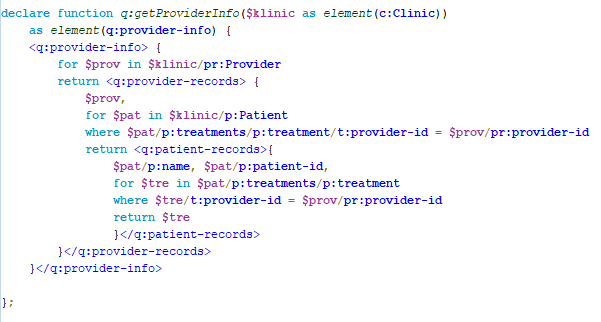 declare function q:getProviderInfo($klinic as element(c:Clinic))
    as element(q:provider-info) {
    <q:provider-info> {
        for $prov in $klinic/pr:Provider
        return <q:provider-records> {
            $prov,
            for $pat in $klinic/p:Patient
            where $pat/p:treatments/p:treatment/t:provider-id = $prov/pr:provider-id
            return <q:patient-records>{
                $pat/p:name, $pat/p:patient-id,
                for $tre in $pat/p:treatments/p:treatment
                where $tre/t:provider-id = $prov/pr:provider-id
                return $tre
                }</q:patient-records>
        }</q:provider-records>
    }</q:provider-info>

};